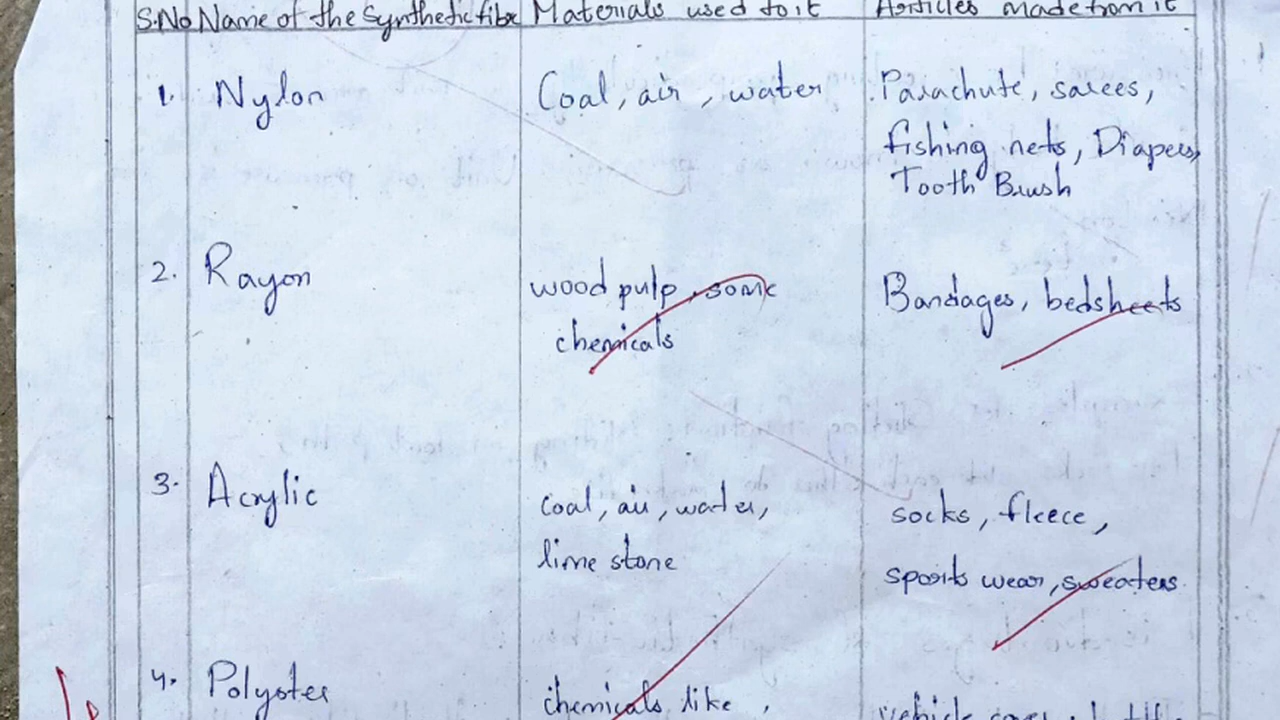 S.No Name of the Synthetic fibre Materials used to it Articles made from it
1. Nylon Coal, air, water Parachute, sarees,
fishing nets, Diapers,
Tooth Brush
2. Rayon wood pulp, some Bandages, bedsheets
chemicals
3. Acrylic coal, air, water, socks, fleece,
lime stone sports wear, sweaters
4. Polyster chemicals like,